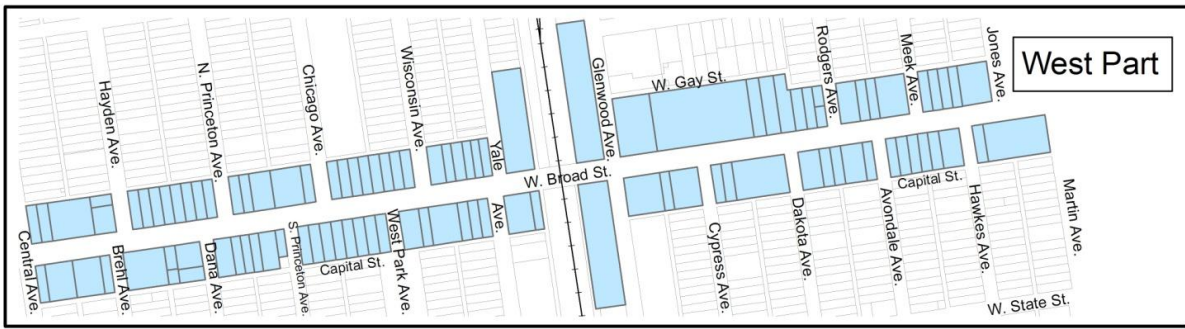 West Part
Hayden Ave.
N. Princeton Ave.
Chicago Ave.
Wisconsin Ave.
Yale
Ave.
Glenwood Ave.
W. Gay St.
Rodgers Ave.
Meek Ave.
Jones Ave.
W. Broad St.
Central Ave.
Brehl Ave.
Dana Ave.
S. Princeton Ave.
Capital St.
West Park Ave.
Cypress Ave.
Dakota Ave.
Avondale Ave.
Capital St.
Hawkes Ave.
Martin Ave.
W. State St.